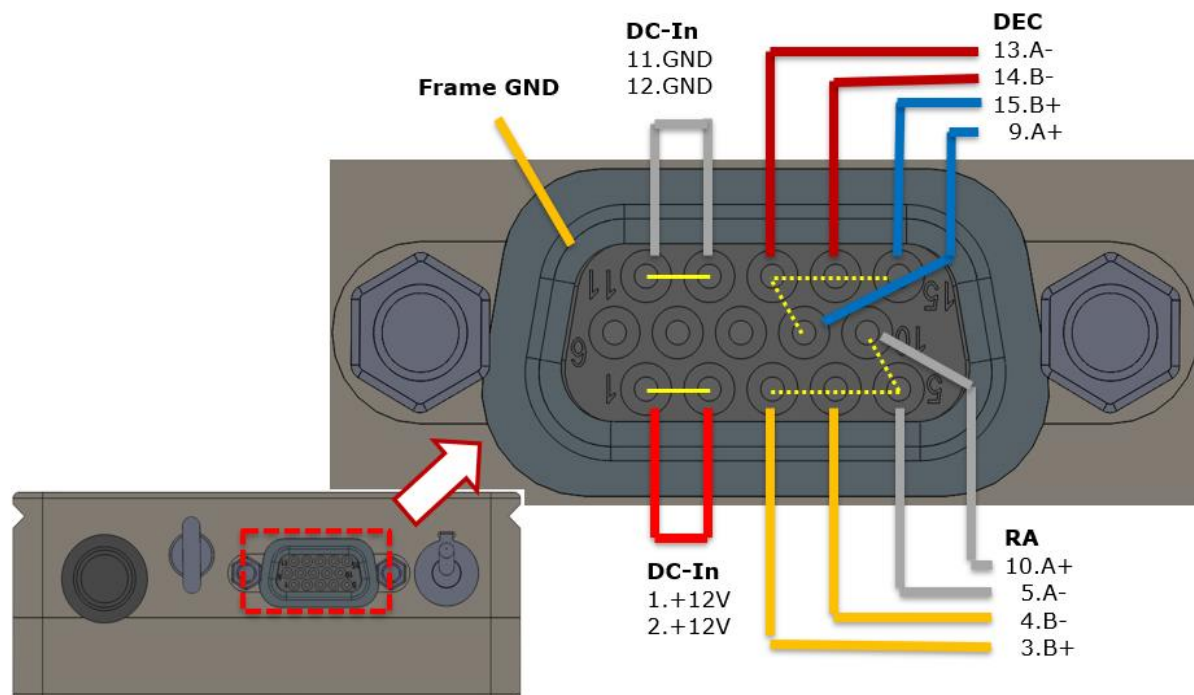 DC-In
11.GND
12.GND
DEC
13.A-
14.B-
15.B+
9.A+
Frame GND
11
15
6
10
1
5
DC-In
1.+12V
2.+12V
RA
10.A+
5.A-
4.B-
3.B+